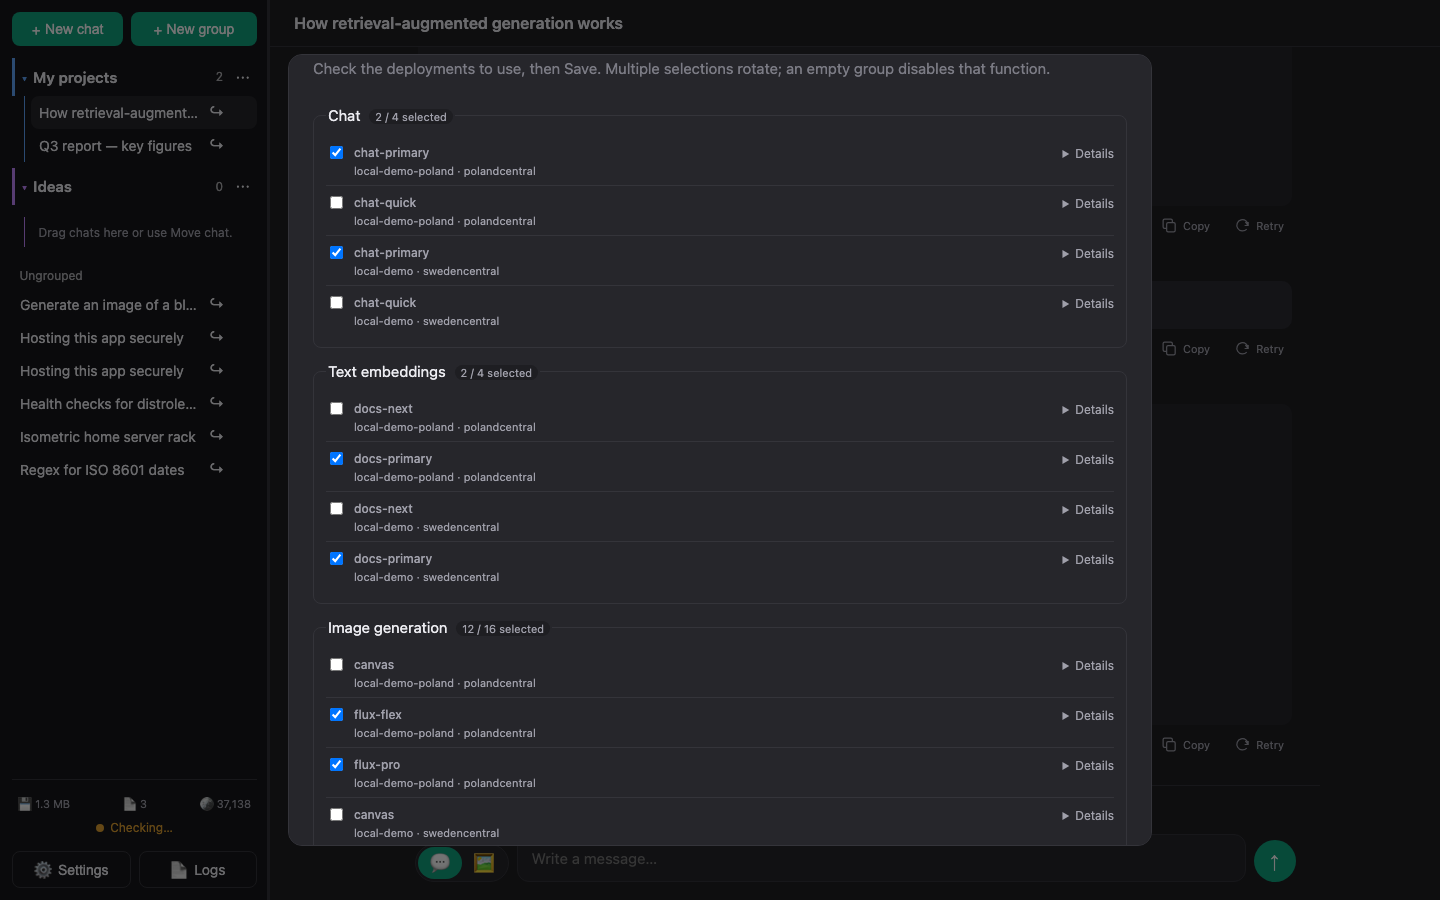 + New chat
+ New group
My projects 2 ...
How retrieval-augment...
Q3 report — key figures
Ideas 0 ...
Drag chats here or use Move chat.
Ungrouped
Generate an image of a bl...
Hosting this app securely
Hosting this app securely
Health checks for distrole...
Isometric home server rack
Regex for ISO 8601 dates
1.3 MB 3 37,138
Checking...
Settings Logs
How retrieval-augmented generation works
Check the deployments to use, then Save. Multiple selections rotate; an empty group disables that function.
Chat 2 / 4 selected
chat-primary Details
local-demo-poland · polandcentral
chat-quick Details
local-demo-poland · polandcentral
chat-primary Details
local-demo · swedencentral
chat-quick Details
local-demo · swedencentral
Text embeddings 2 / 4 selected
docs-next Details
local-demo-poland · polandcentral
docs-primary Details
local-demo-poland · polandcentral
docs-next Details
local-demo · swedencentral
docs-primary Details
local-demo · swedencentral
Image generation 12 / 16 selected
canvas Details
local-demo-poland · polandcentral
flux-flex Details
local-demo-poland · polandcentral
flux-pro Details
local-demo-poland · polandcentral
canvas Details
local-demo · swedencentral
Copy Retry
Copy Retry
Copy Retry
Write a message...